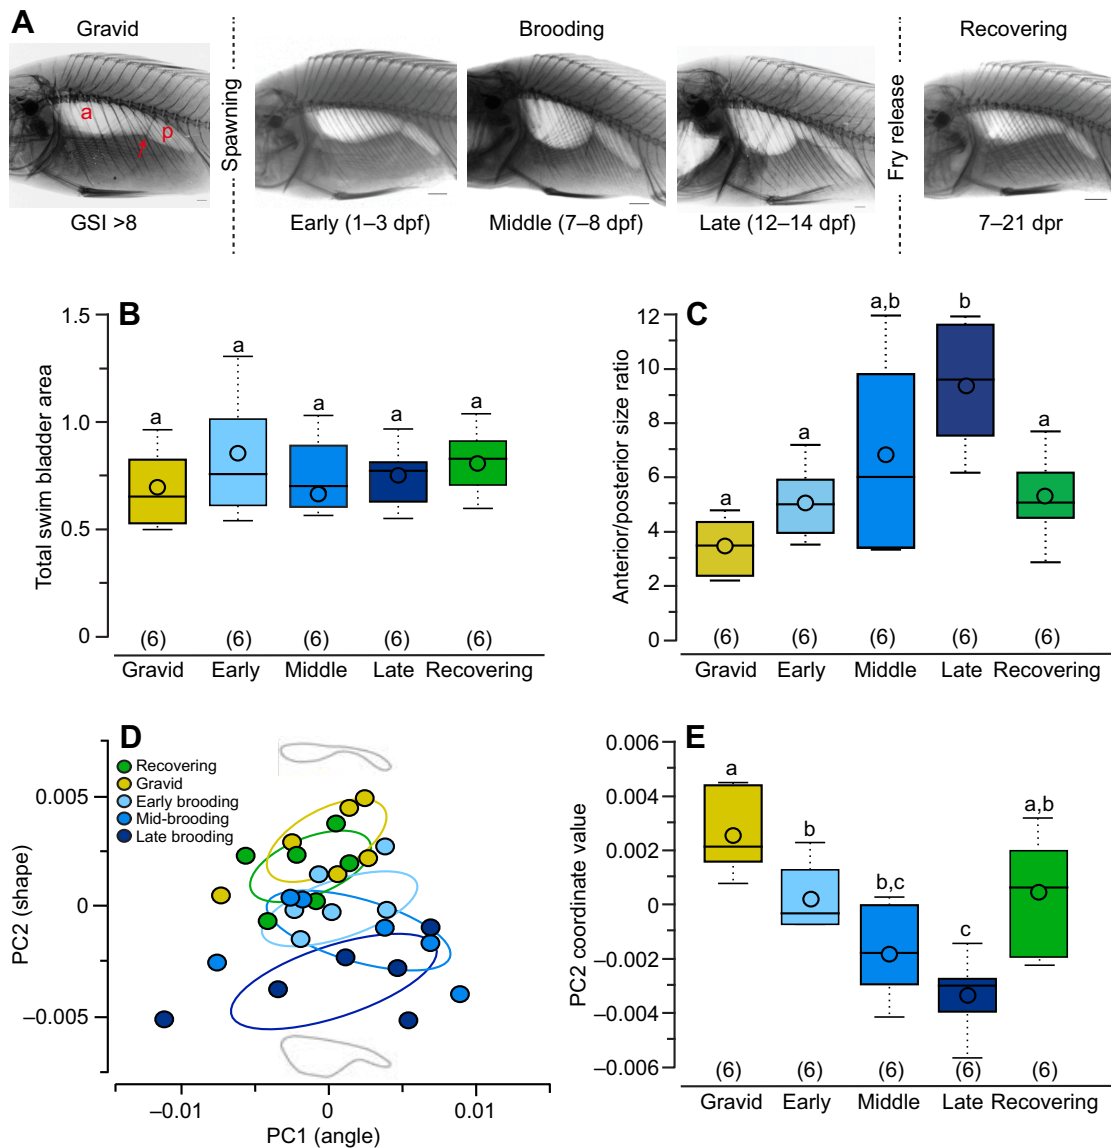 A
Gravid
Brooding
Recovering
a
p
Spawning
Fry release
GSI >8
Early (1–3 dpf)
Middle (7–8 dpf)
Late (12–14 dpf)
7–21 dpr
B
Total swim bladder area
1.5
1.0
0.5
0
a
a
a
a
a
(6)
(6)
(6)
(6)
(6)
Gravid
Early
Middle
Late
Recovering
C
Anterior/posterior size ratio
12
10
8
6
4
2
0
a
a
a,b
b
a
(6)
(6)
(6)
(6)
(6)
Gravid
Early
Middle
Late
Recovering
D
Recovering
Gravid
Early brooding
Mid-brooding
Late brooding
PC2 (shape)
0.005
0
–0.005
–0.01
0
0.01
PC1 (angle)
E
PC2 coordinate value
0.006
0.004
0.002
0
–0.002
–0.004
–0.006
a
b
b,c
c
a,b
(6)
(6)
(6)
(6)
(6)
Gravid
Early
Middle
Late
Recovering